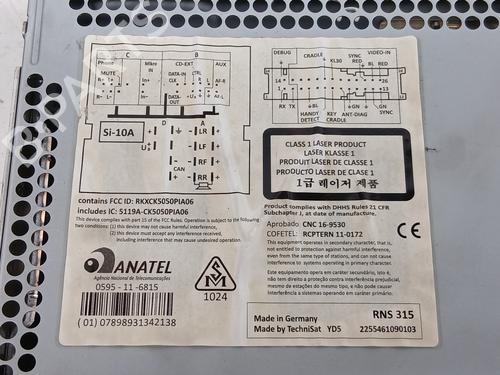 C
B
Phone
Mikro
CD-EXT
AUX
MUTE
IN
DATA-IN
CLK
L
R
AF-R
AF-L
DATA-OUT
Si-10A
D
A
LR
LF
CAN
RF
RR
DEBUG
CRADLE
KL30
SYNC RED
VIDEO-IN
BL
RED
14
26
1
13
RX
TX
BL
GN
GN
HANDY DETECT
KEY CRADLE
ANT-DIAG
SYNC
CLASS 1 LASER PRODUCT
LASER KLASSE 1
PRODUIT LASER DE CLASSE 1
PRODUCTO LASER DE CLASE 1
1급 레이저 제품
contains FCC ID: RKXCK5050PIA06
includes IC: 5119A-CK5050PIA06
This device complies with part 15 of the FCC Rules. Operation is subject to the following
two conditions: (1) this device may not cause harmful interference, and
(2) this device must accept any interference received, including
interference that may cause undesired operation.
Product complies with DHHS Rules 21 CFR
Subchapter J, at date of manufacture.
Aprobado: CNC 16-9530
COFETEL: RCPTERN 11-0172
This equipment operates in secondary character, that is,
has no right to protection against harmful interference,
even from same type of stations, and can not cause
interference to systems operating in primary character.
Este equipamento opera em caráter secundário, isto é,
não tem direito de proteção contra interferência prejudicial,
mesmo de estações do mesmo tipo, e não pode causar
interferência a sistemas operando em caráter primário.
ANATEL
Agência Nacional de Telecomunicações
0595 - 11 -6815
(01) 07898931342138
SM
1024
Made in Germany
RNS 315
Made by TechniSat YD5
2255461090103
B-PARTS